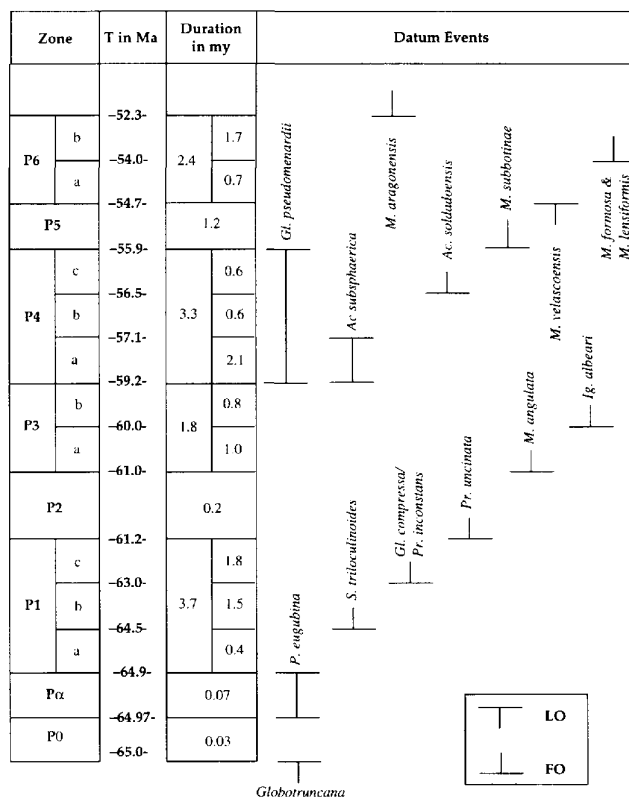 Zone T in Ma Duration in my Datum Events
–52.3–
P6 b 2.4 1.7
–54.0–
a 0.7
–54.7–
P5 1.2
–55.9–
P4 c 3.3 0.6
–56.5–
b 0.6
–57.1–
a 2.1
–59.2–
P3 b 1.8 0.8
–60.0–
a 1.0
–61.0–
P2 0.2
–61.2–
P1 c 3.7 1.8
–63.0–
b 1.5
–64.5–
a 0.4
–64.9–
Pα 0.07
–64.97–
P0 0.03
–65.0–
Gl. pseudomenardii
Ac subsphaerica
M. aragonensis
Ac. soldadoensis
M. subbotinae
M. velascoensis
M. formosa &
M. lensiformis
Ig. albeari
M. angulata
Pr. uncinata
Gl. compressa/
Pr. inconstans
S. triloculinoides
P. eugubina
Globotruncana
LO
FO